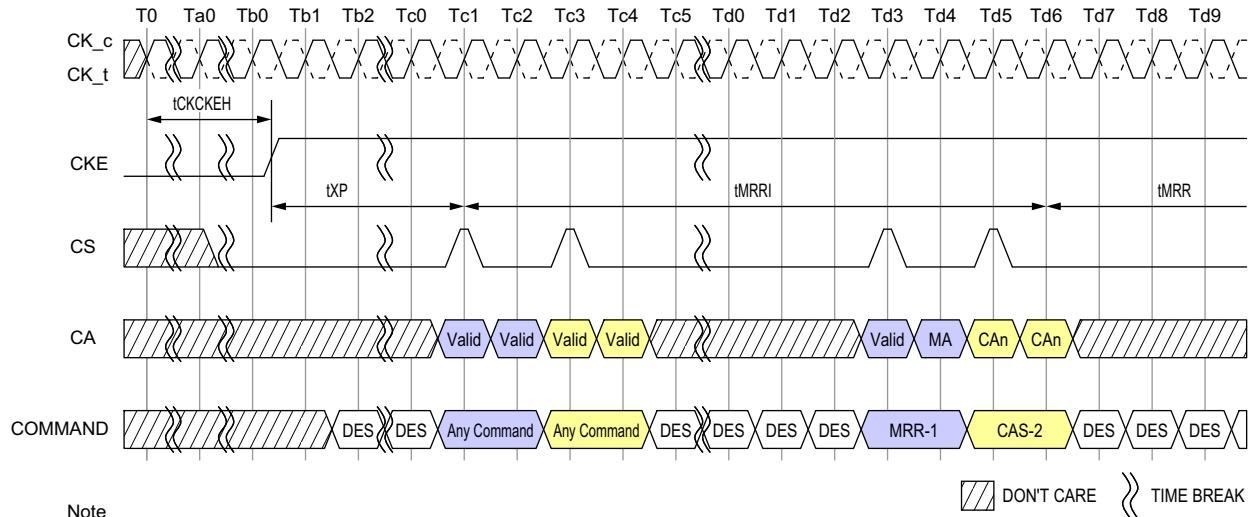 T0 Ta0 Tb0 Tb1 Tb2 Tc0 Tc1 Tc2 Tc3 Tc4 Tc5 Td0 Td1 Td2 Td3 Td4 Td5 Td6 Td7 Td8 Td9
CK_c
CK_t
tCKCKEH
CKE
tXP tMRRI tMRR
CS
CA Valid Valid Valid Valid Valid MA CAn CAn
COMMAND DES DES Any Command Any Command DES DES DES DES MRR-1 CAS-2 DES DES DES
DON'T CARE TIME BREAK
Note